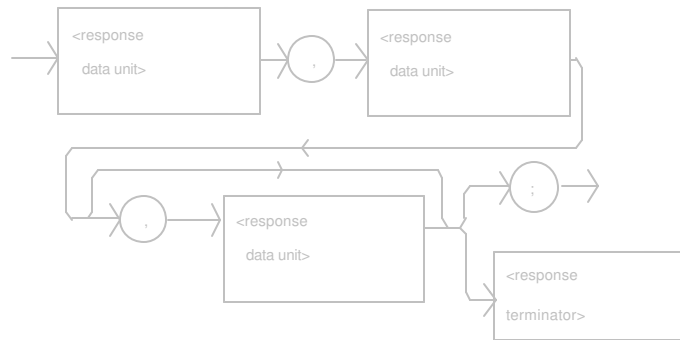 <response
data unit>
,
<response
data unit>
,
<response
data unit>
;
<response
terminator>